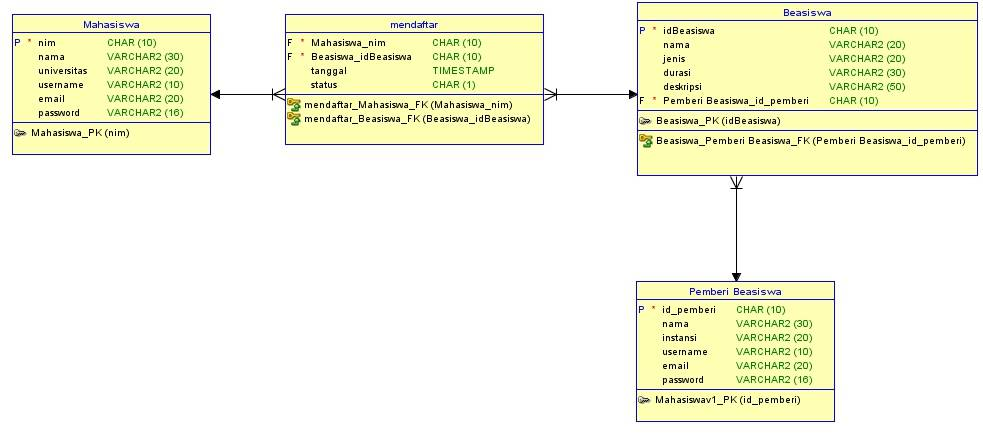 Mahasiswa
P * nim CHAR (10)
nama VARCHAR2 (30)
universitas VARCHAR2 (20)
username VARCHAR2 (10)
email VARCHAR2 (20)
password VARCHAR2 (16)
Mahasiswa_PK (nim)
mendaftar
F * Mahasiswa_nim CHAR (10)
F * Beasiswa_idBeasiswa CHAR (10)
tanggal TIMESTAMP
status CHAR (1)
mendaftar_Mahasiswa_FK (Mahasiswa_nim)
mendaftar_Beasiswa_FK (Beasiswa_idBeasiswa)
Beasiswa
P * idBeasiswa CHAR (10)
nama VARCHAR2 (20)
jenis VARCHAR2 (20)
durasi VARCHAR2 (30)
deskripsi VARCHAR2 (50)
F * Pemberi Beasiswa_id_pemberi CHAR (10)
Beasiswa_PK (idBeasiswa)
Beasiswa_Pemberi Beasiswa_FK (Pemberi Beasiswa_id_pemberi)
Pemberi Beasiswa
P * id_pemberi CHAR (10)
nama VARCHAR2 (30)
instansi VARCHAR2 (20)
username VARCHAR2 (10)
email VARCHAR2 (20)
password VARCHAR2 (16)
Mahasiswav1_PK (id_pemberi)